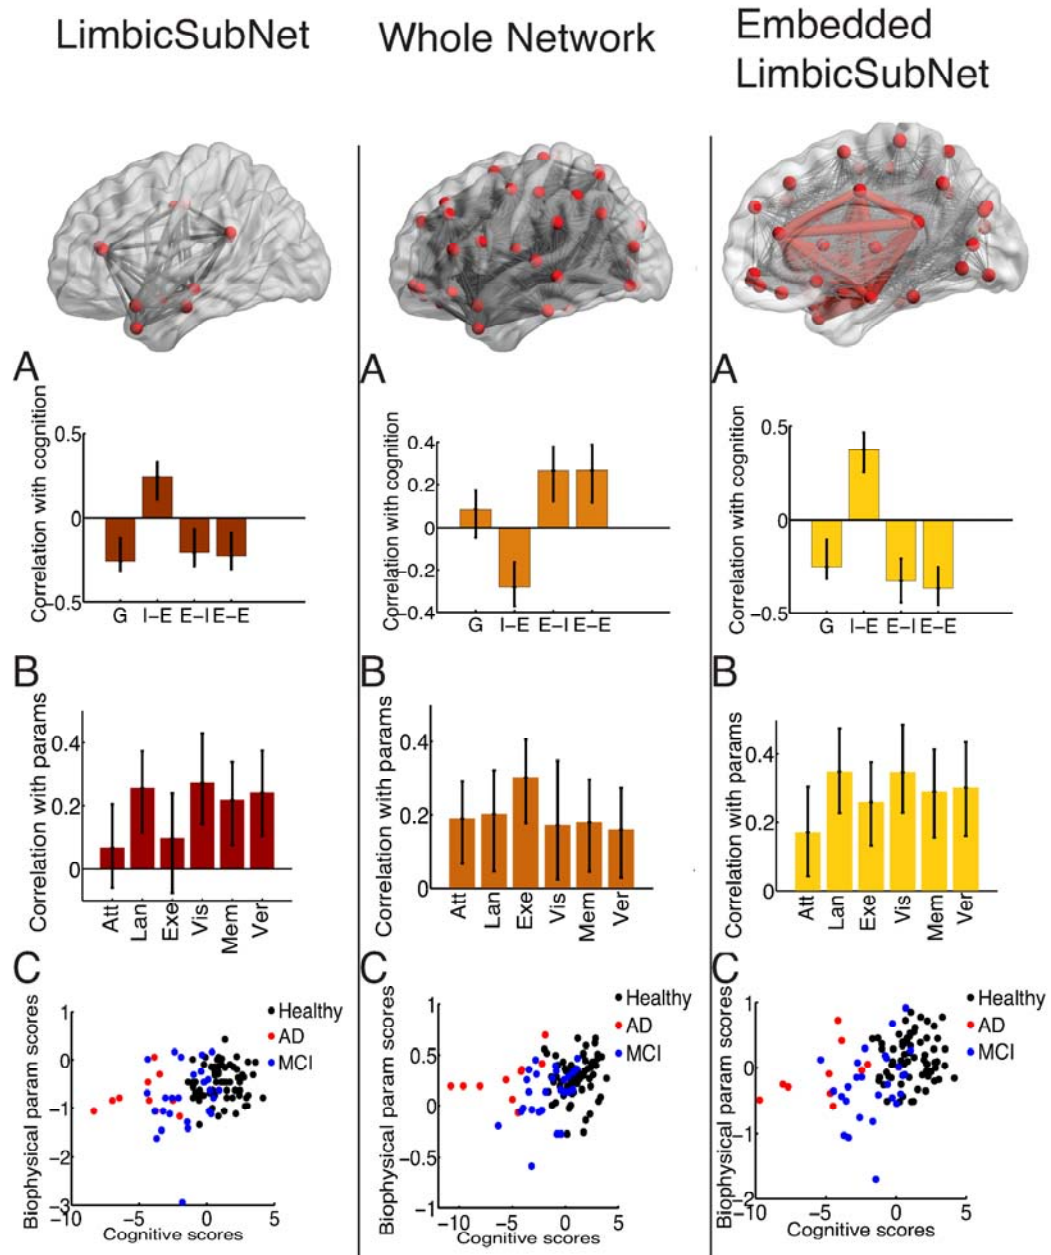 LimbicSubNet
Whole Network
Embedded
LimbicSubNet
A
Correlation with cognition
0.5
0
−0.5
G I−E E−I E−E
A
Correlation with cognition
0.4
0.2
0
−0.2
−0.4
G I−E E−I E−E
A
Correlation with cognition
0.5
0
−0.5
G I−E E−I E−E
B
Correlation with params
0.4
0.2
0
Att Lan Exe Vis Mem Ver
B
Correlation with params
0.4
0.2
0
Att Lan Exe Vis Mem Ver
B
Correlation with params
0.4
0.2
0
Att Lan Exe Vis Mem Ver
C
Biophysical param scores
1
0
−1
−2
−3
−10 −5 0 5
Cognitive scores
Healthy
AD
MCI
C
Biophysical param scores
1
0.5
0
−0.5
−1
−10 −5 0 5
Cognitive scores
Healthy
AD
MCI
C
Biophysical param scores
1
0
−1
−2
−10 −5 0 5
Cognitive scores
Healthy
AD
MCI